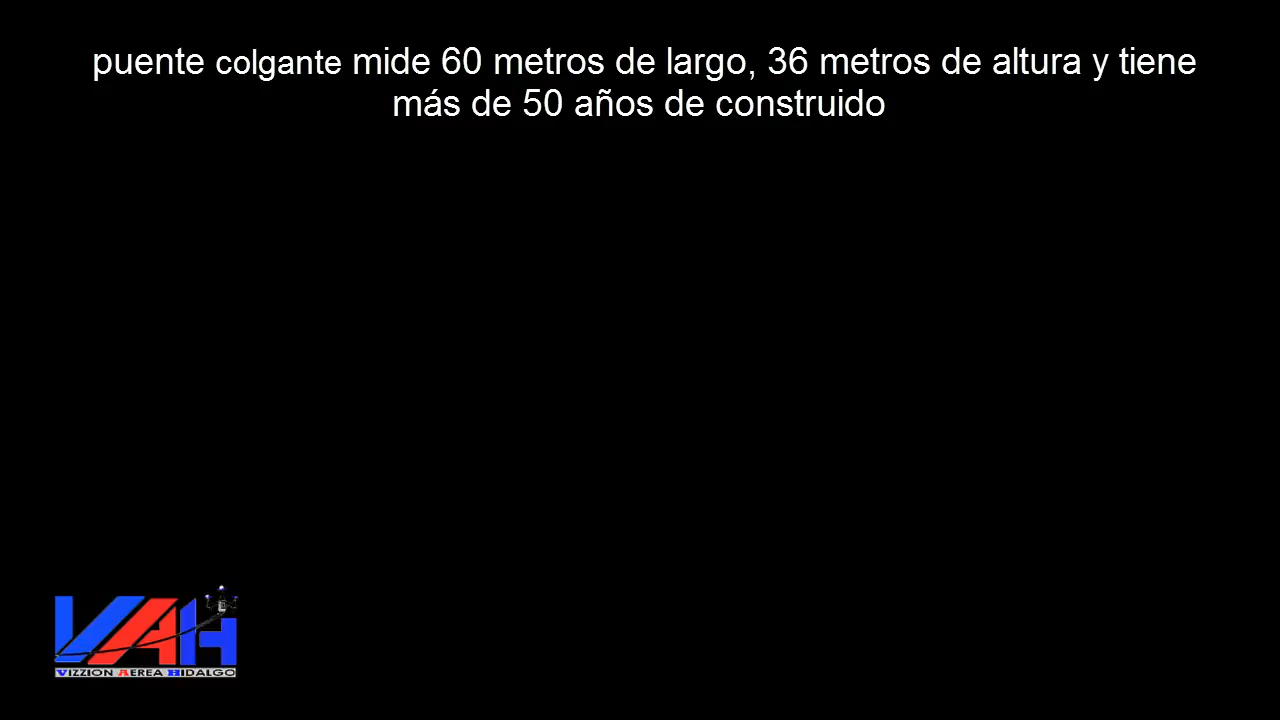 puente colgante mide 60 metros de largo, 36 metros de altura y tiene
más de 50 años de construido
VAH
VIZZION AEREA HIDALGO